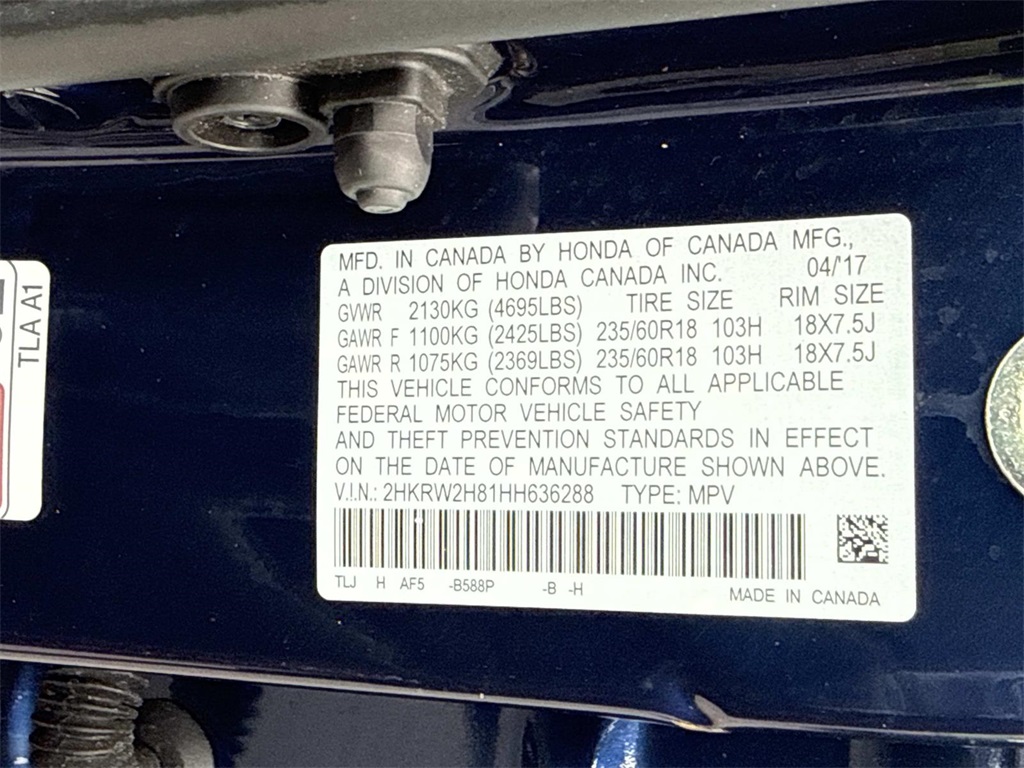 MFD. IN CANADA BY HONDA OF CANADA MFG.,
A DIVISION OF HONDA CANADA INC. 04/'17
GVWR 2130KG (4695LBS) TIRE SIZE RIM SIZE
GAWR F 1100KG (2425LBS) 235/60R18 103H 18X7.5J
GAWR R 1075KG (2369LBS) 235/60R18 103H 18X7.5J
THIS VEHICLE CONFORMS TO ALL APPLICABLE
FEDERAL MOTOR VEHICLE SAFETY
AND THEFT PREVENTION STANDARDS IN EFFECT
ON THE DATE OF MANUFACTURE SHOWN ABOVE.
V.I.N.: 2HKRW2H81HH636288 TYPE: MPV
TLJ H AF5 -B588P -B -H
MADE IN CANADA
TLA A1